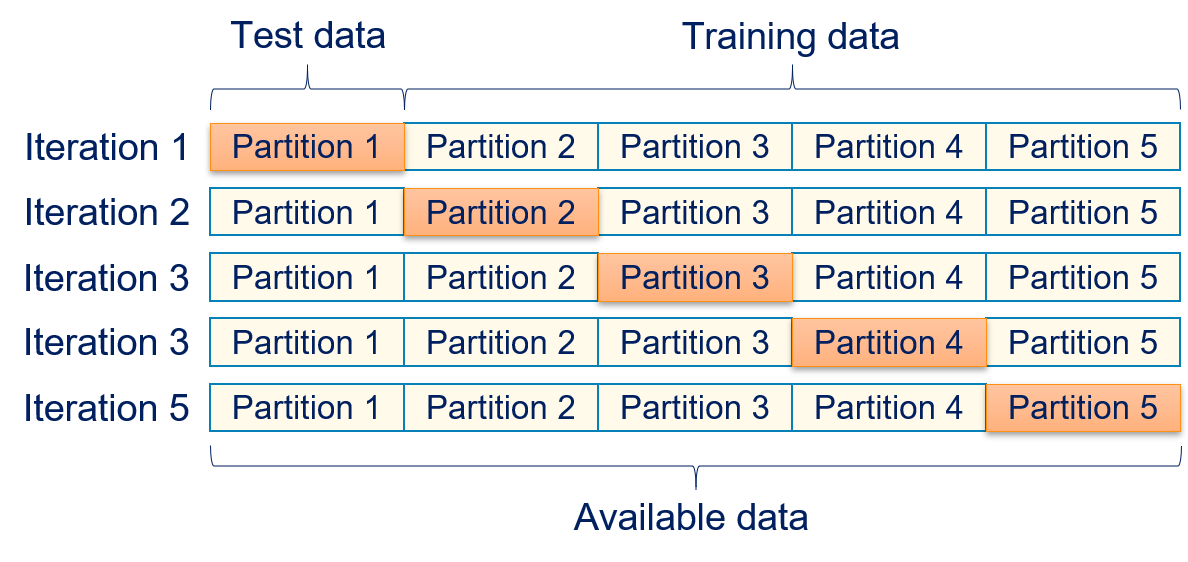 Test data Training data
Iteration 1 Partition 1 Partition 2 Partition 3 Partition 4 Partition 5
Iteration 2 Partition 1 Partition 2 Partition 3 Partition 4 Partition 5
Iteration 3 Partition 1 Partition 2 Partition 3 Partition 4 Partition 5
Iteration 3 Partition 1 Partition 2 Partition 3 Partition 4 Partition 5
Iteration 5 Partition 1 Partition 2 Partition 3 Partition 4 Partition 5
Available data